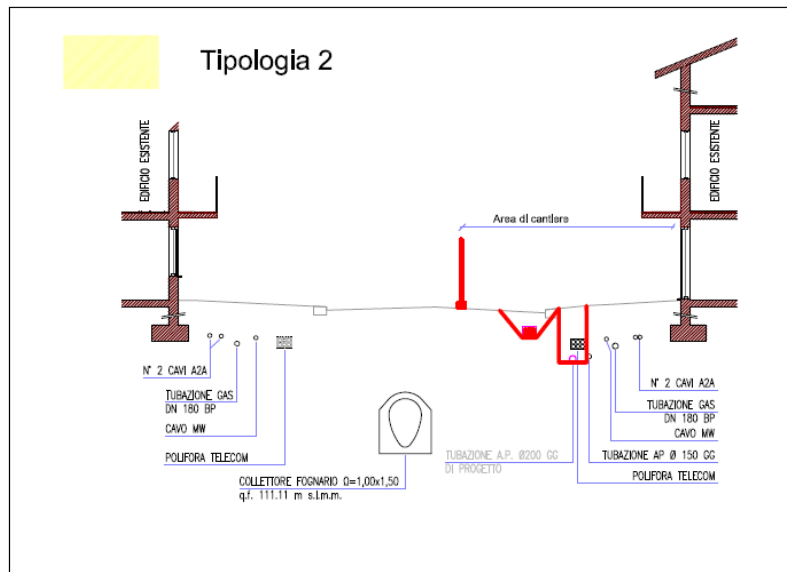 Tipologia 2
EDIFICIO ESISTENTE
EDIFICIO ESISTENTE
Area di cantiere
N° 2 CAVI A2A
TUBAZIONE GAS
DN 180 BP
CAVO MW
POLIFORA TELECOM
COLLETTORE FOGNARIO Ω=1,00x1,50
q.f. 111.11 m s.l.m.m.
TUBAZIONE A.P. Ø200 GG
DI PROGETTO
N° 2 CAVI A2A
TUBAZIONE GAS
DN 180 BP
CAVO MW
TUBAZIONE AP Ø 150 GG
POLIFORA TELECOM